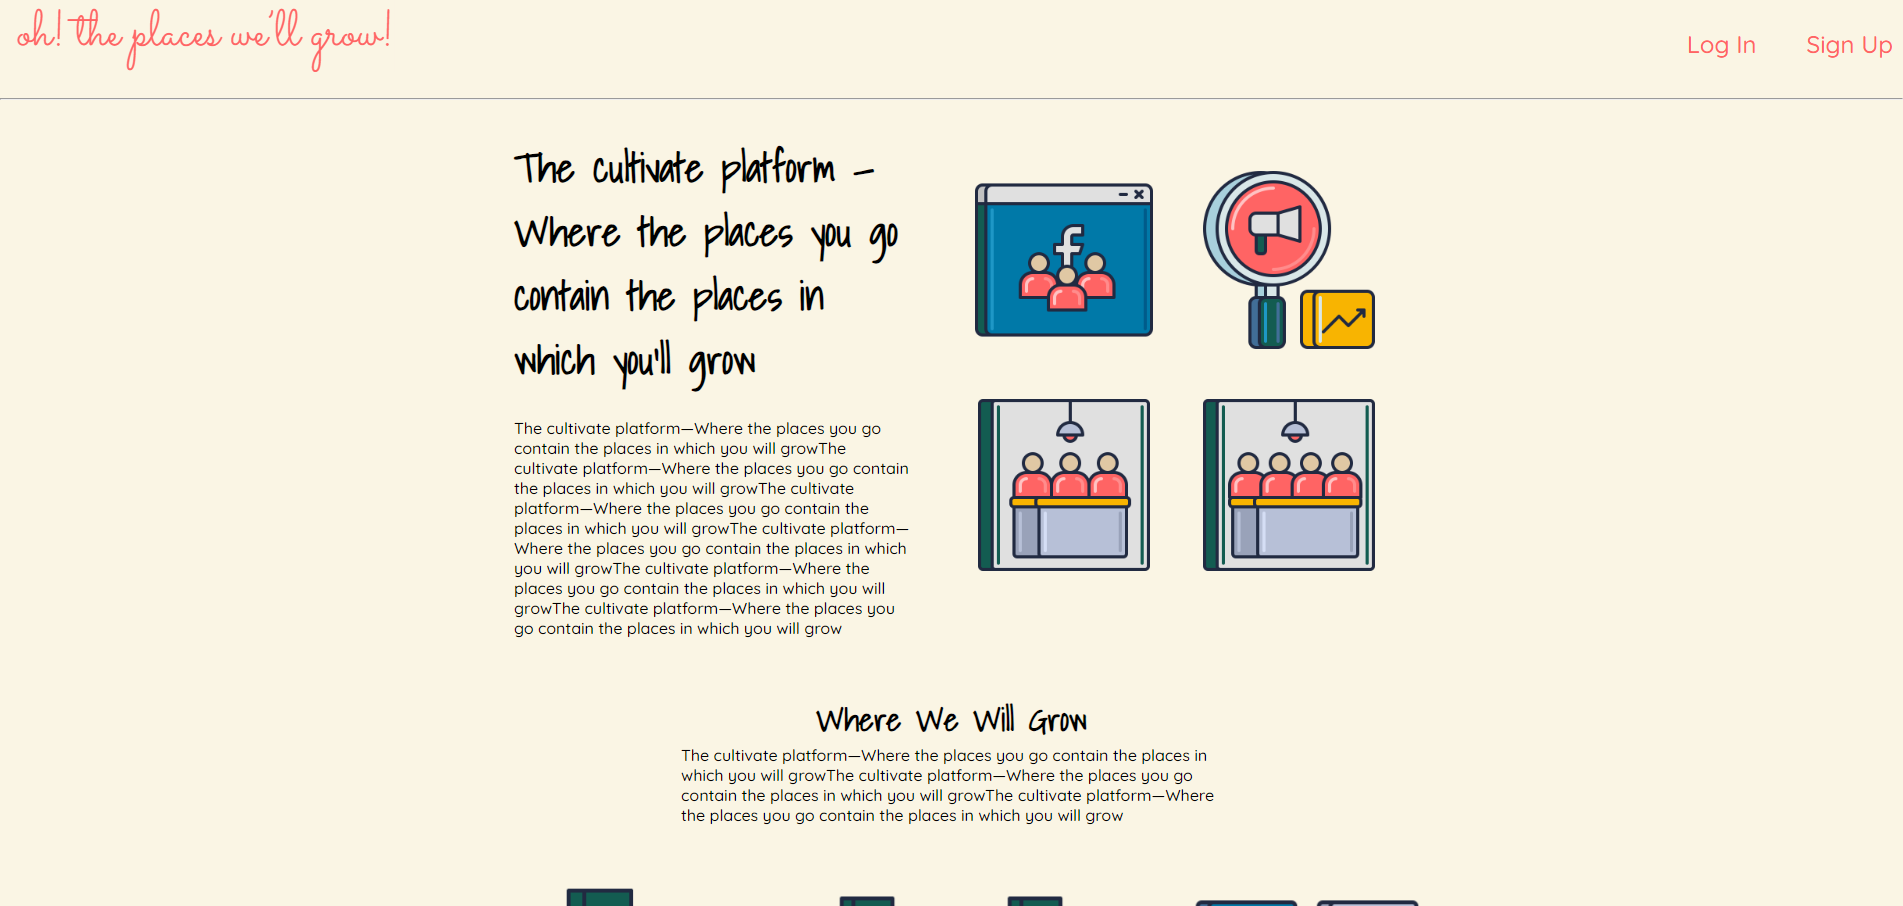 oh! the places we'll grow!
Log In
Sign Up
The cultivate platform –
Where the places you go
contain the places in
which you'll grow
The cultivate platform—Where the places you go
contain the places in which you will growThe
cultivate platform—Where the places you go contain
the places in which you will growThe cultivate
platform—Where the places you go contain the
places in which you will growThe cultivate platform—
Where the places you go contain the places in which
you will growThe cultivate platform—Where the
places you go contain the places in which you will
growThe cultivate platform—Where the places you
go contain the places in which you will grow
f
Where We Will Grow
The cultivate platform—Where the places you go contain the places in
which you will growThe cultivate platform—Where the places you go
contain the places in which you will growThe cultivate platform—Where
the places you go contain the places in which you will grow